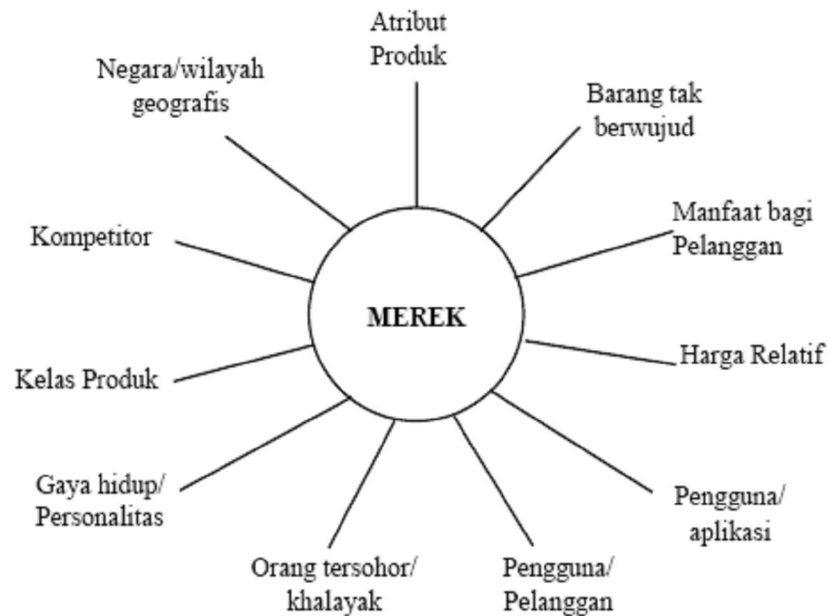 Atribut
Produk
Negara/wilayah
geografis
Barang tak
berwujud
Manfaat bagi
Pelanggan
Kompetitor
MEREK
Harga Relatif
Kelas Produk
Gaya hidup/
Personalitas
Pengguna/
aplikasi
Orang tersohor/
khalayak
Pengguna/
Pelanggan